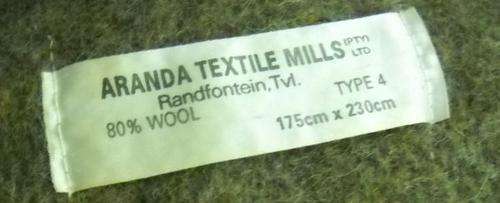 ARANDA TEXTILE MILLS (PTY) LTD
Randfontein, Tvl.
80% WOOL TYPE 4
175cm x 230cm